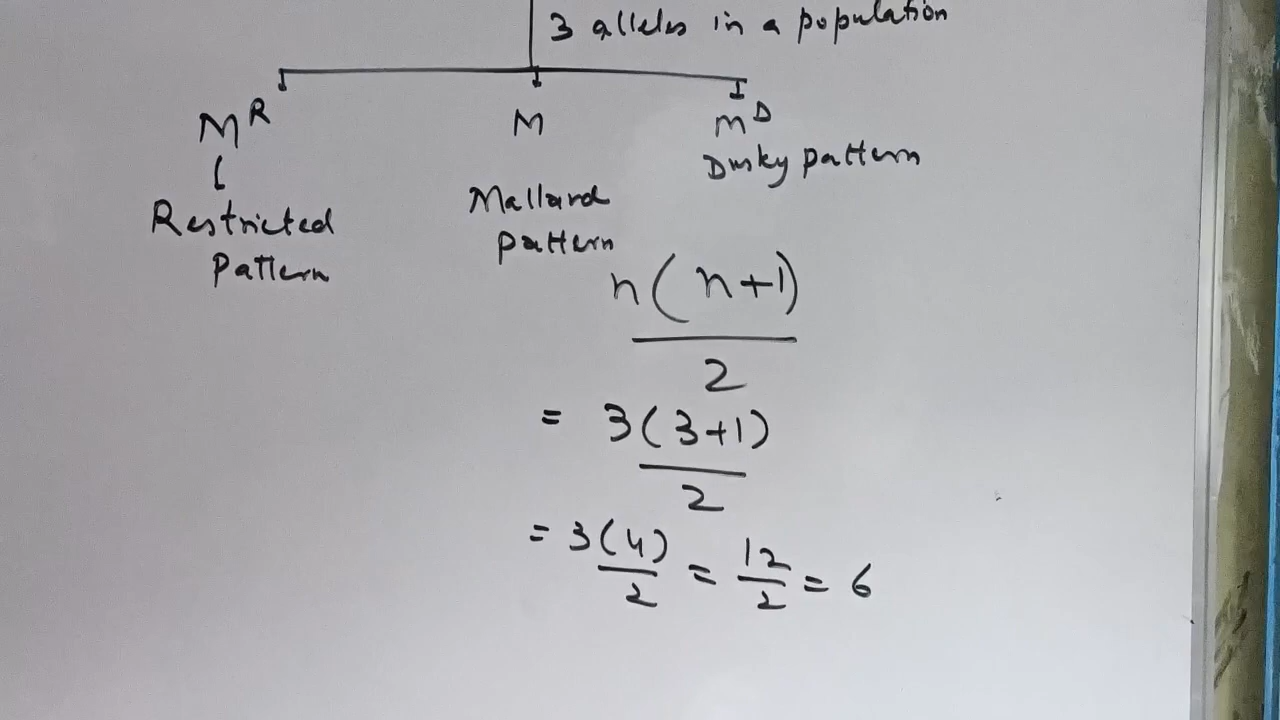 3 alleles in a population
M^R M m^D
Dusky pattern
Restricted Pattern
Mallard pattern
n(n+1)
2
= 3(3+1)
2
= 3(4)/2 = 12/2 = 6